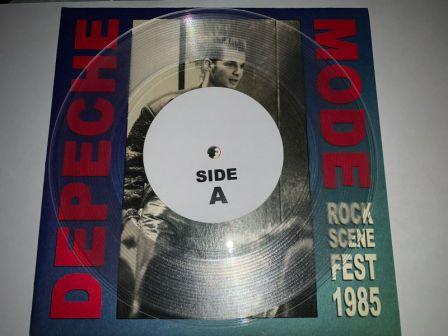 DEPECHE
MODE
SIDE
A
ROCK
SCENE
FEST
1985